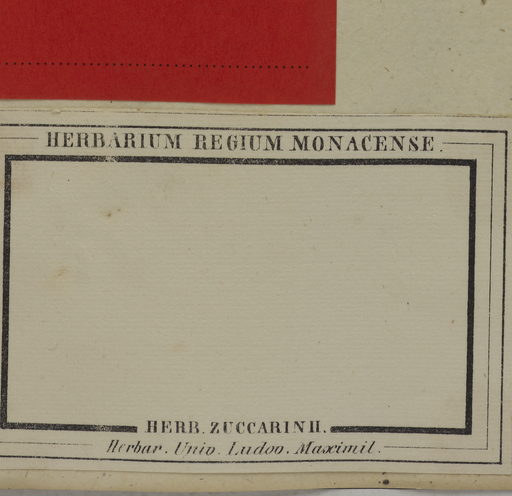 HERBARIUM REGIUM MONACENSE.
HERB. ZUCCARINII.
Herbar. Univ. Ludov. Maximil.